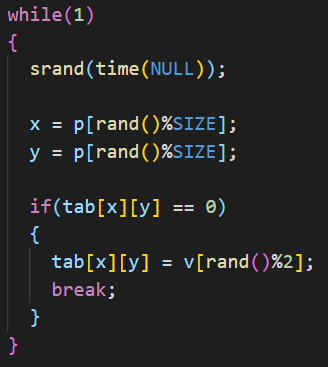 while(1)
{
srand(time(NULL));
x = p[rand()%SIZE];
y = p[rand()%SIZE];
if(tab[x][y] == 0)
{
tab[x][y] = v[rand()%2];
break;
}
}